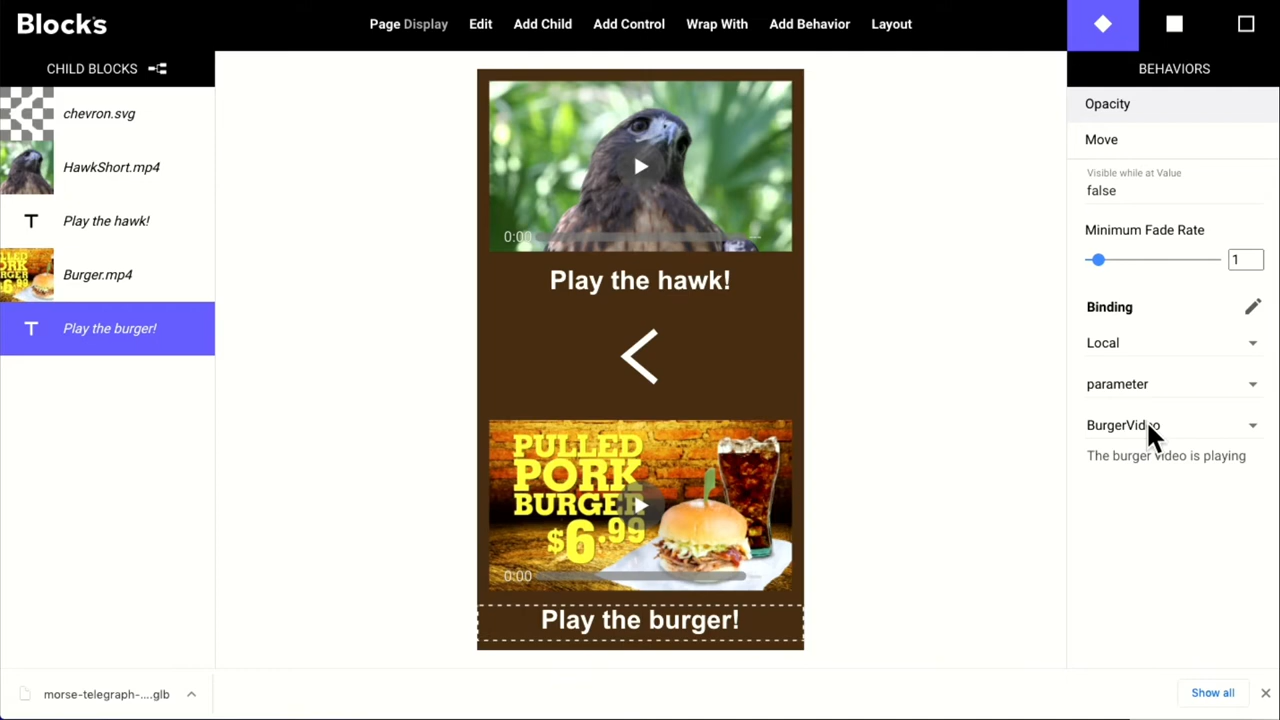 Blocks
Page Display
Edit
Add Child
Add Control
Wrap With
Add Behavior
Layout
CHILD BLOCKS
chevron.svg
HawkShort.mp4
T Play the hawk!
Burger.mp4
T Play the burger!
0:00
Play the hawk!
PULLED
PORK
BURGER
$6.99
0:00
Play the burger!
BEHAVIORS
Opacity
Move
Visible while at Value
false
Minimum Fade Rate
1
Binding
Local
parameter
BurgerVideo
The burger video is playing
morse-telegraph-....glb
Show all